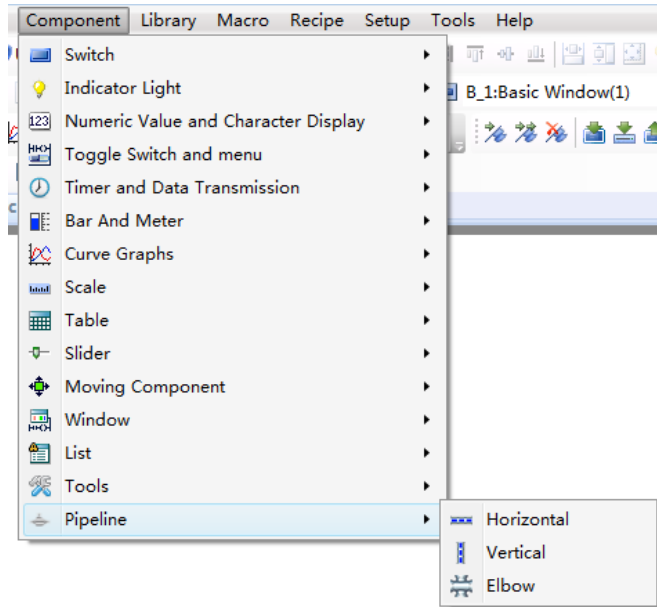 Component Library Macro Recipe Setup Tools Help
Switch
Indicator Light
B_1:Basic Window(1)
123 Numeric Value and Character Display
Toggle Switch and menu
Timer and Data Transmission
Bar And Meter
Curve Graphs
Scale
Table
Slider
Moving Component
Window
List
Tools
Pipeline
Horizontal
Vertical
Elbow